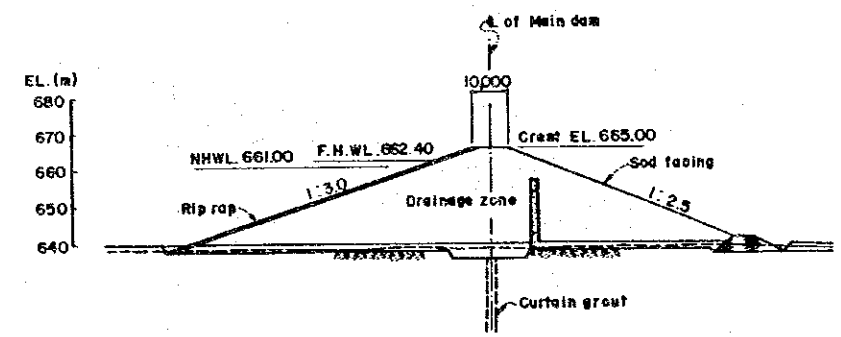 ℄ of Main dam
10,000
EL. (m)
680
670
660
650
640
NHWL. 661.00
F.H.WL. 662.40
Crest EL. 665.00
Sod facing
1:3.0
1:2.5
Rip rap
Drainage zone
Curtain grout